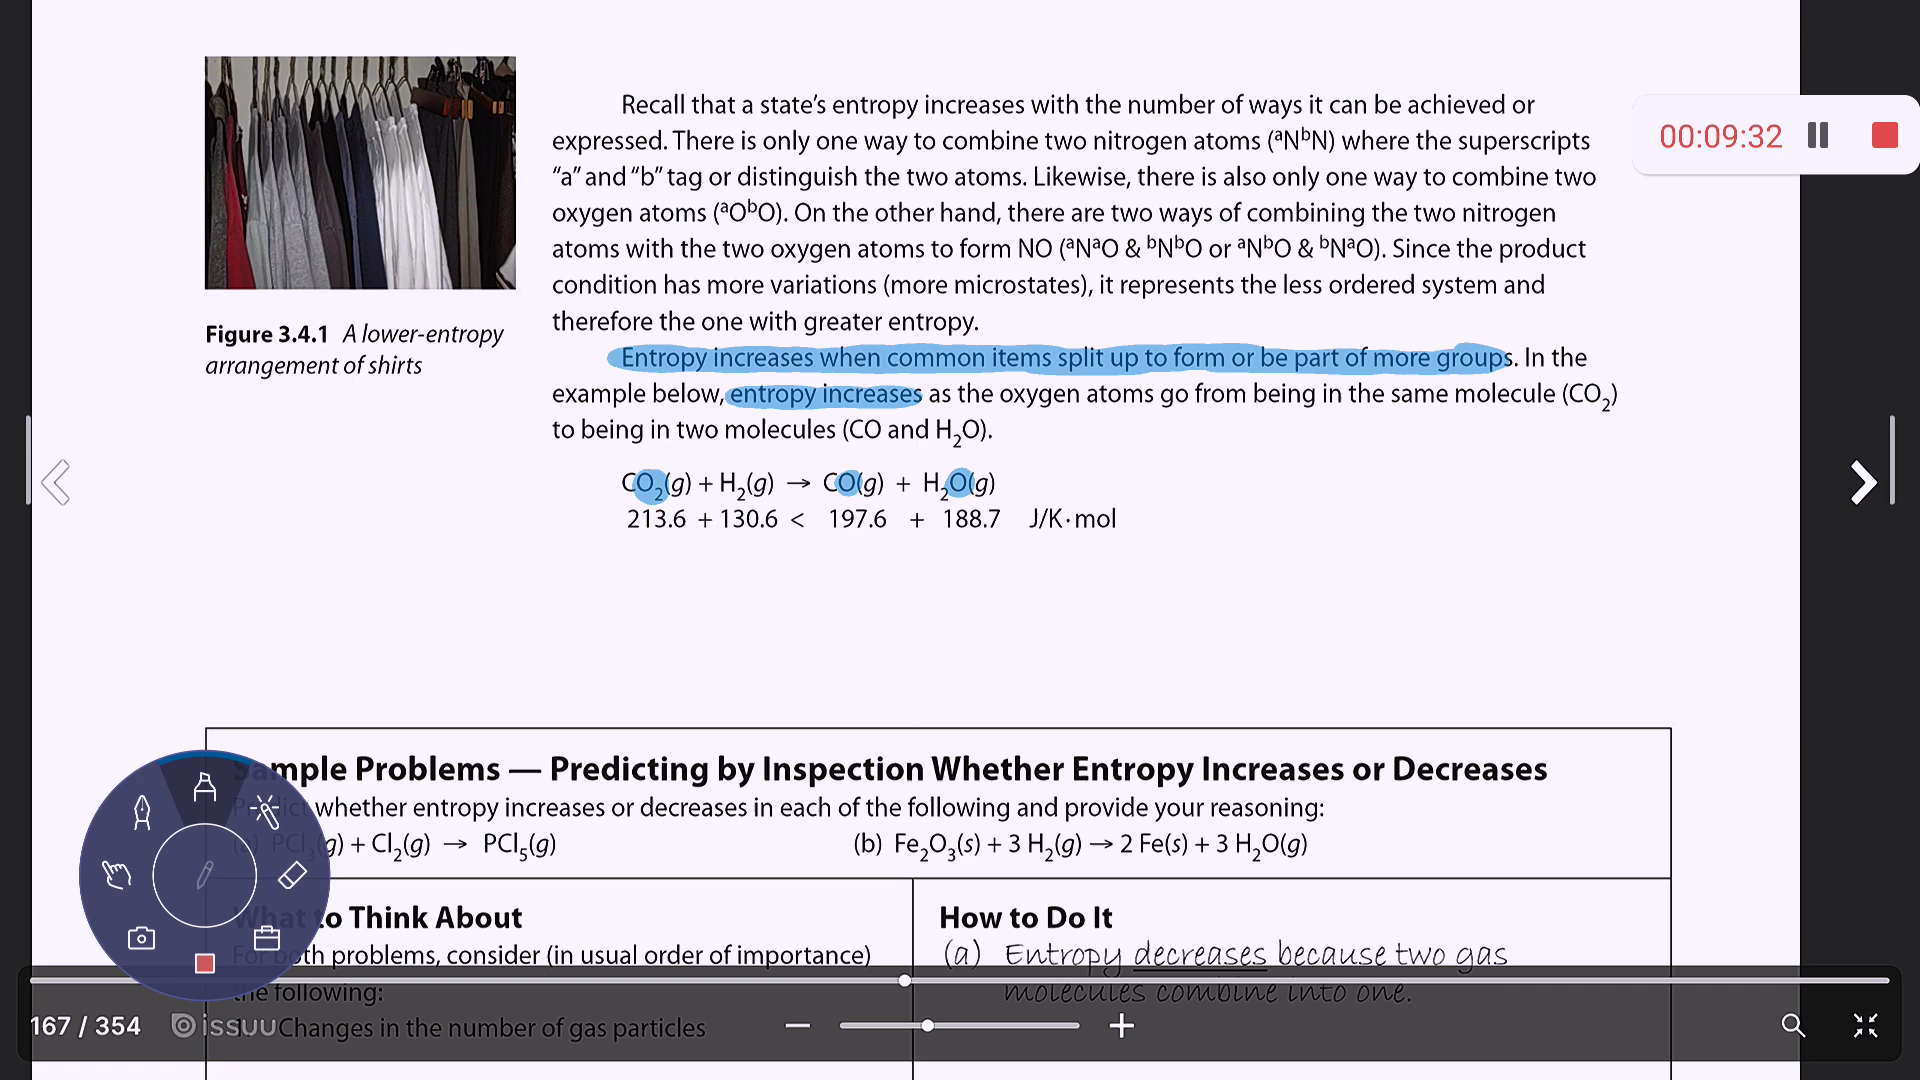 Recall that a state’s entropy increases with the number of ways it can be achieved or
expressed. There is only one way to combine two nitrogen atoms (ᵃNᵇN) where the superscripts
“a” and “b” tag or distinguish the two atoms. Likewise, there is also only one way to combine two
oxygen atoms (ᵃOᵇO). On the other hand, there are two ways of combining the two nitrogen
atoms with the two oxygen atoms to form NO (ᵃNᵃO & ᵇNᵇO or ᵃNᵇO & ᵇNᵃO). Since the product
condition has more variations (more microstates), it represents the less ordered system and
therefore the one with greater entropy.
Figure 3.4.1 A lower-entropy
arrangement of shirts
Entropy increases when common items split up to form or be part of more groups. In the
example below, entropy increases as the oxygen atoms go from being in the same molecule (CO₂)
to being in two molecules (CO and H₂O).
CO₂(g) + H₂(g) → CO(g) + H₂O(g)
213.6 + 130.6 < 197.6 + 188.7 J/K·mol
00:09:32
Sample Problems — Predicting by Inspection Whether Entropy Increases or Decreases
Predict whether entropy increases or decreases in each of the following and provide your reasoning:
(a) PCl₃(g) + Cl₂(g) → PCl₅(g)
(b) Fe₂O₃(s) + 3 H₂(g) → 2 Fe(s) + 3 H₂O(g)
What to Think About
For both problems, consider (in usual order of importance)
the following:
Changes in the number of gas particles
How to Do It
(a) Entropy decreases because two gas
molecules combine into one.
167 / 354
issuu